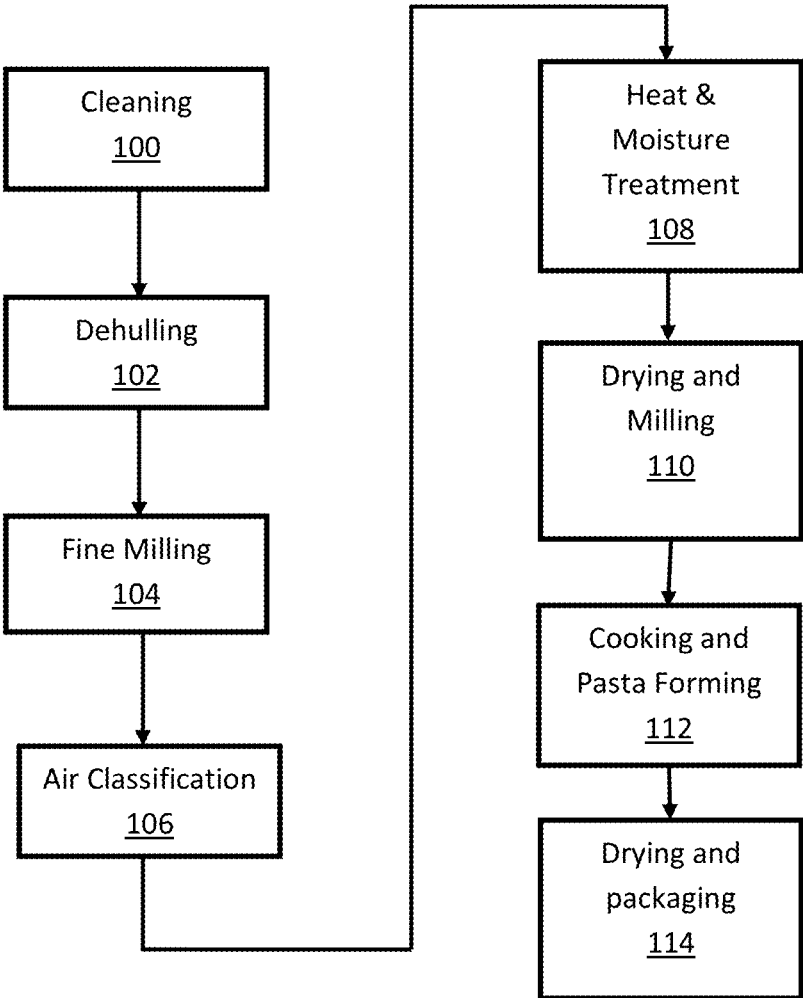 Cleaning
100
Dehulling
102
Fine Milling
104
Air Classification
106
Heat &
Moisture
Treatment
108
Drying and
Milling
110
Cooking and
Pasta Forming
112
Drying and
packaging
114